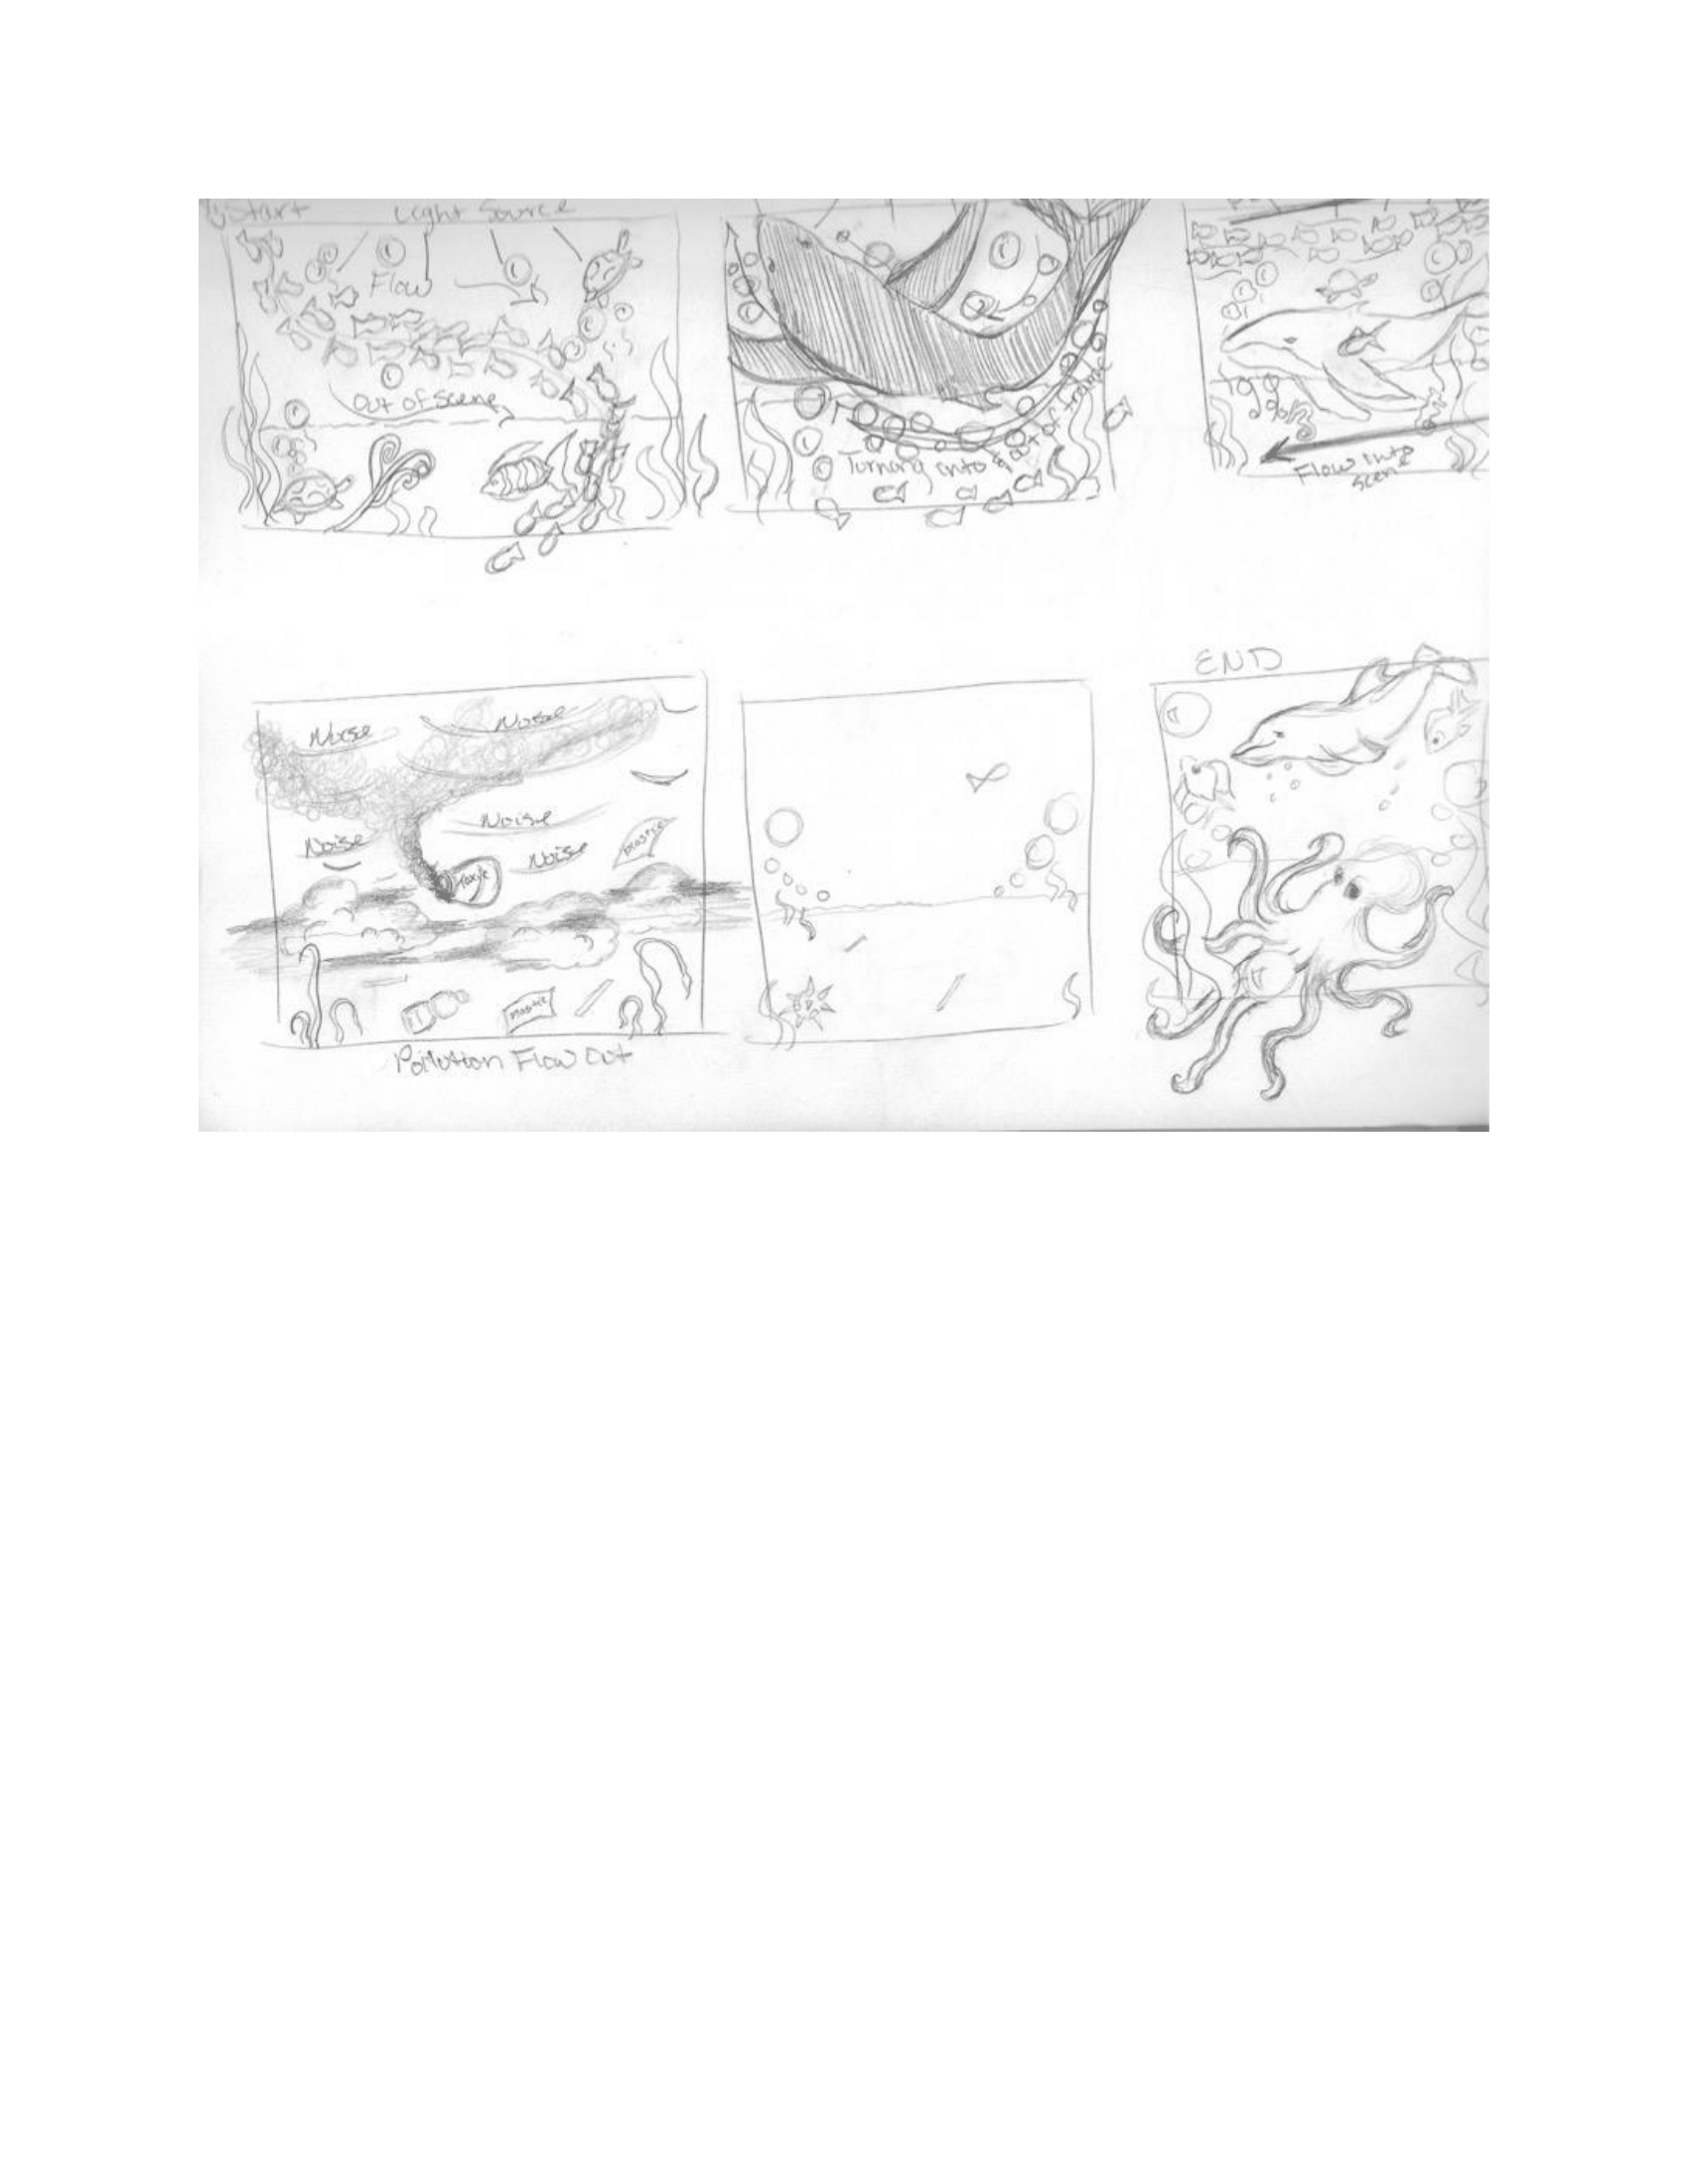 Start
Light Source
Flow
Out of Scene
Turning into & out of frame
Flow into
Scene
END
Noise
Noise
Noise
Noise
Noise
plastic
Toxic
plastic
Pollution Flow Out